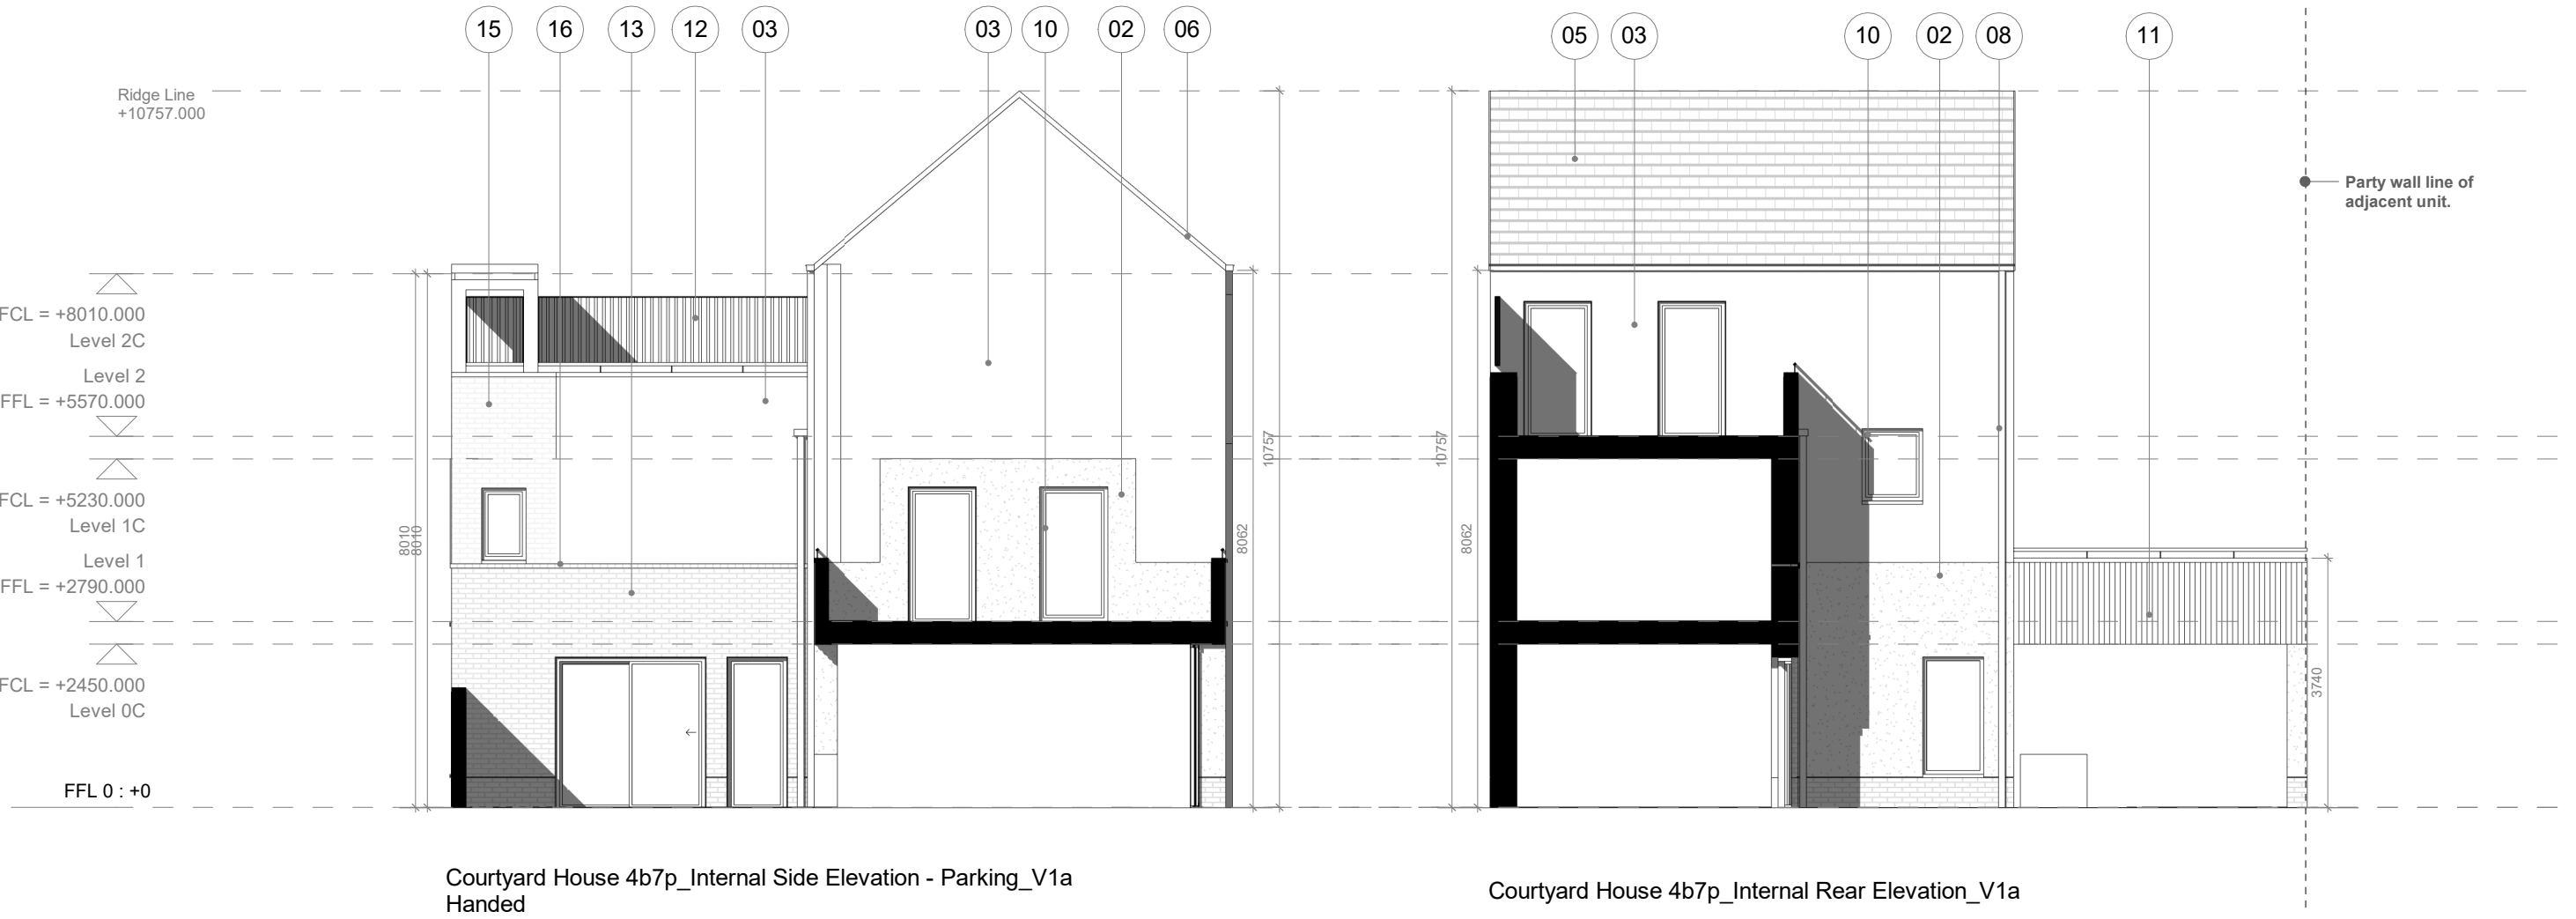 15 16 13 12 03 03 10 02 06 05 03 10 02 08 11
Ridge Line
+10757.000
Party wall line of
adjacent unit.
FCL = +8010.000
Level 2C
Level 2
FFL = +5570.000
FCL = +5230.000
Level 1C
Level 1
FFL = +2790.000
FCL = +2450.000
Level 0C
FFL 0 : +0
8010
8010
8062
10757
10757
8062
3740
Courtyard House 4b7p_Internal Side Elevation - Parking_V1a
Handed
Courtyard House 4b7p_Internal Rear Elevation_V1a